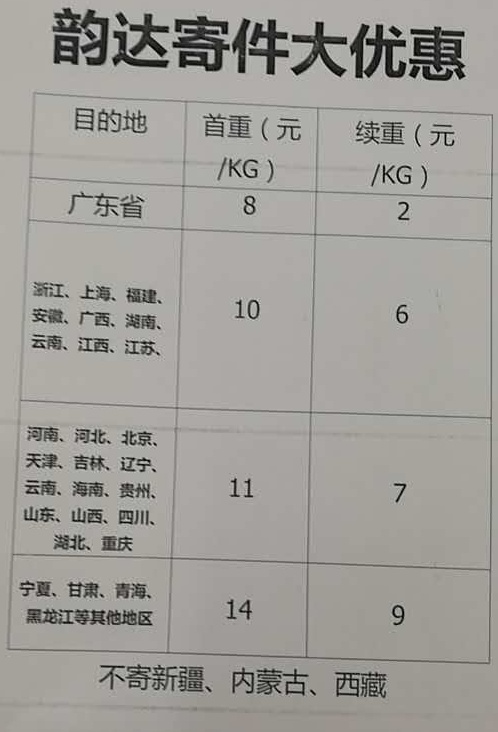 韵达寄件大优惠
目的地
首重（元
/KG）
续重（元
/KG）
广东省
8
2
浙江、上海、福建、
安徽、广西、湖南、
云南、江西、江苏、
10
6
河南、河北、北京、
天津、吉林、辽宁、
云南、海南、贵州、
山东、山西、四川、
湖北、重庆
11
7
宁夏、甘肃、青海、
黑龙江等其他地区
14
9
不寄新疆、内蒙古、西藏